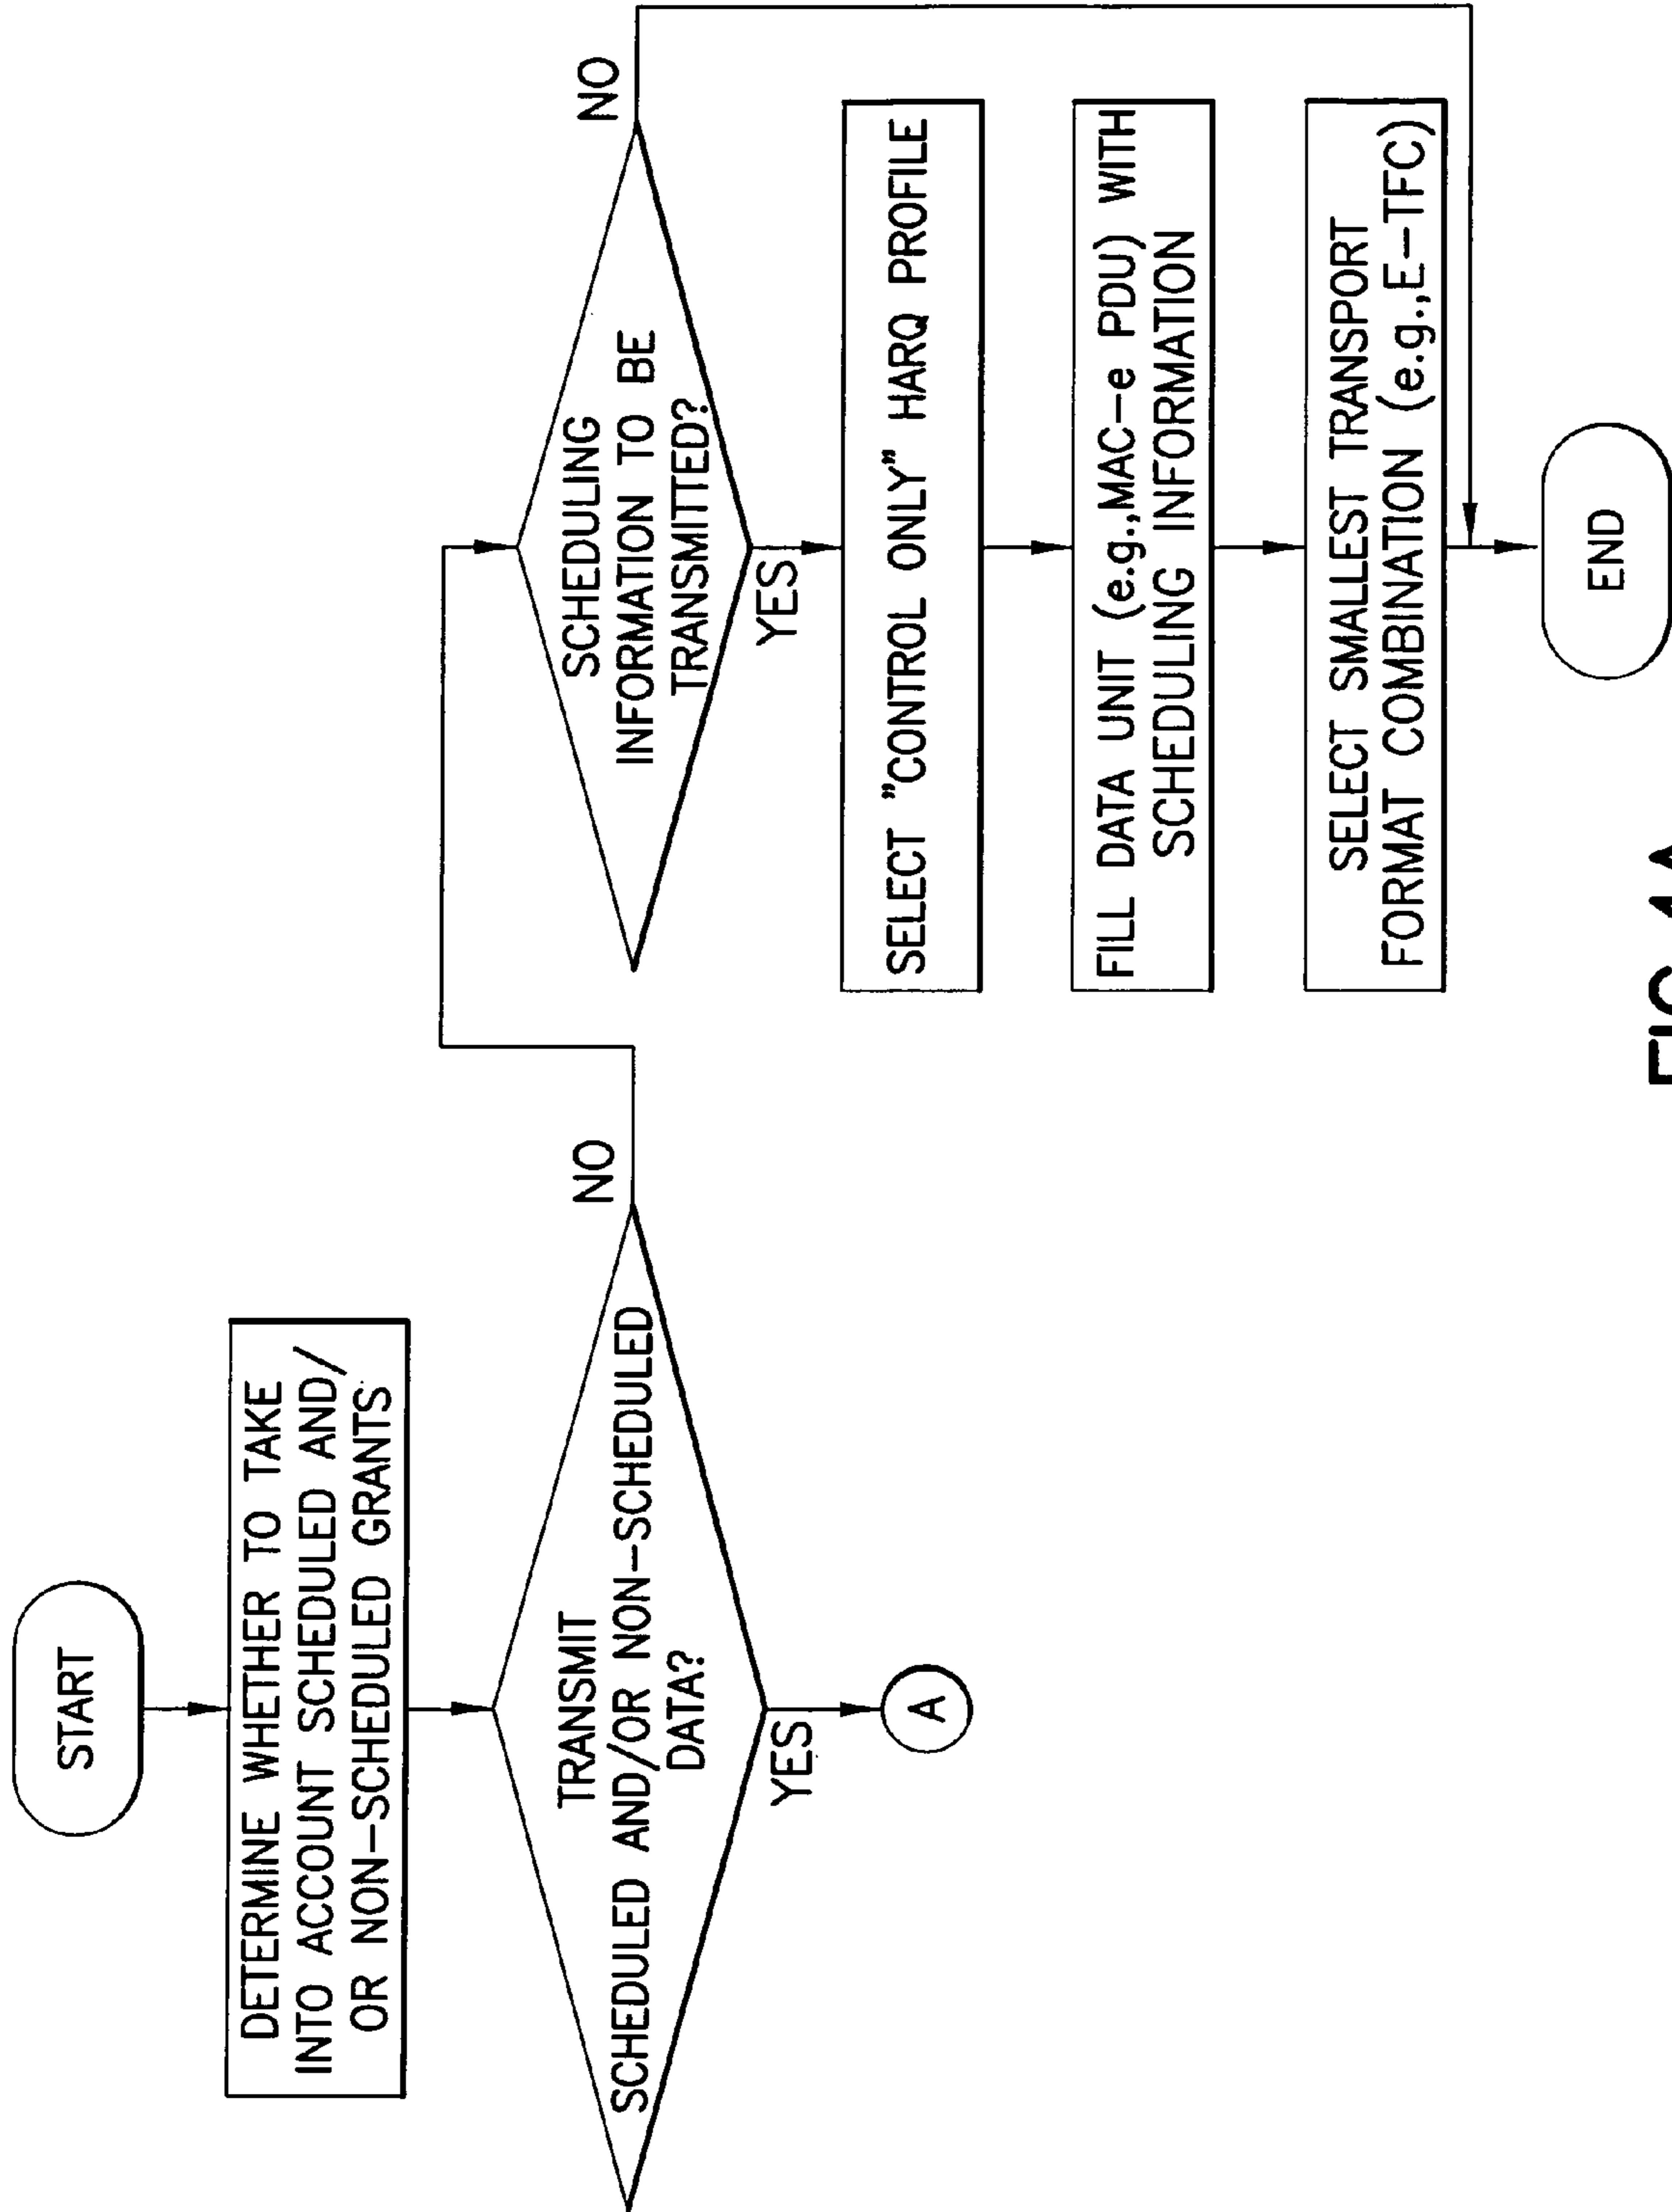 START
DETERMINE WHETHER TO TAKE
INTO ACCOUNT SCHEDULED AND/
OR NON-SCHEDULED GRANTS
TRANSMIT
SCHEDULED AND/OR NON-SCHEDULED
DATA?
NO
YES
A
SCHEDULING
INFORMATION TO BE
TRANSMITTED?
NO
YES
SELECT "CONTROL ONLY" HARQ PROFILE
FILL DATA UNIT (e.g.,MAC-e PDU) WITH
SCHEDULING INFORMATION
SELECT SMALLEST TRANSPORT
FORMAT COMBINATION (e.g.,E-TFC)
END